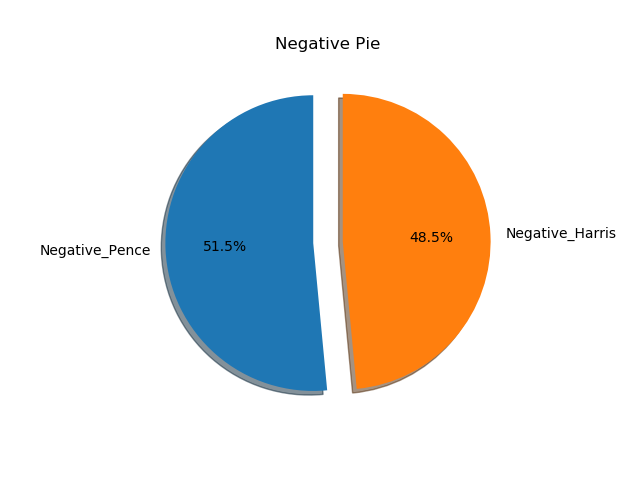 Negative Pie
Negative_Pence
51.5%
48.5%
Negative_Harris